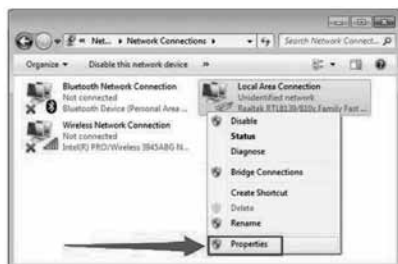 Net... ▸ Network Connections ▸
Search Network Connect...
Organize ▾ Disable this network device »
Bluetooth Network Connection
Not connected
Bluetooth Device (Personal Area ...
Wireless Network Connection
Not connected
Intel(R) PRO/Wireless 3945ABG N...
Local Area Connection
Unidentified network
Realtek RTL8139/810x Family Fast ...
Disable
Status
Diagnose
Bridge Connections
Create Shortcut
Delete
Rename
Properties